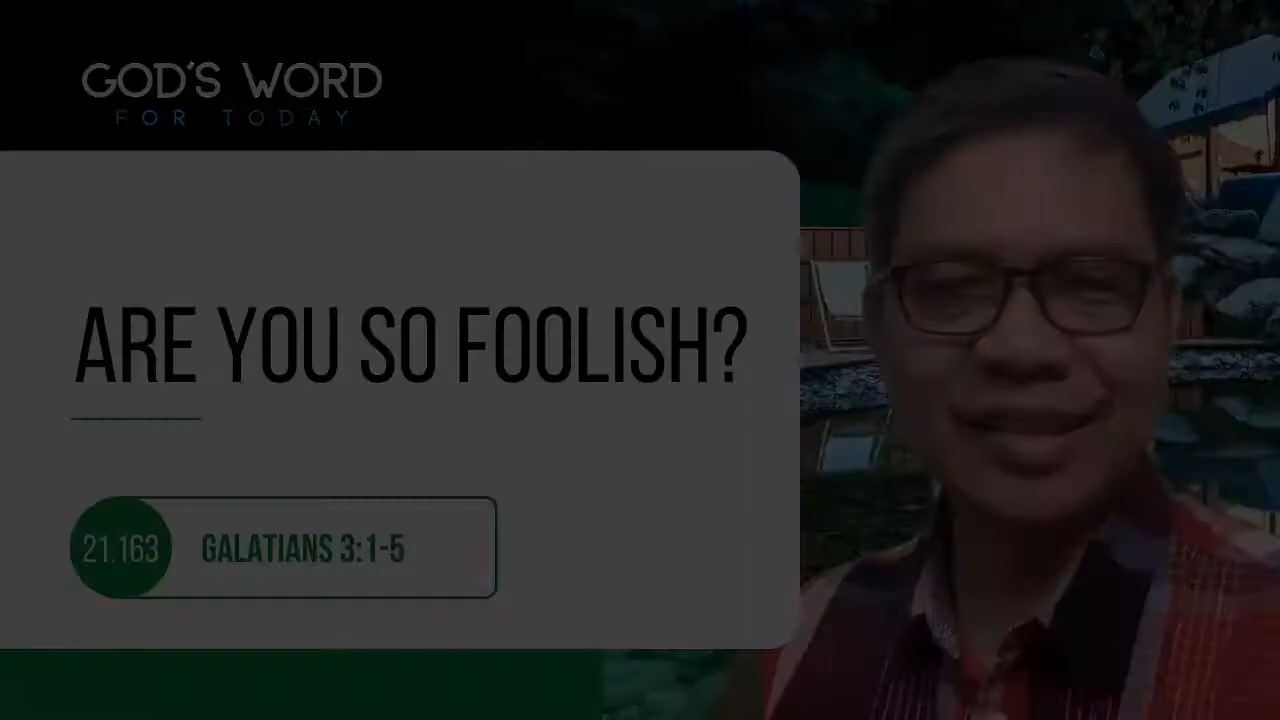 GOD'S WORD
FOR TODAY
ARE YOU SO FOOLISH?
21.163
GALATIANS 3:1-5